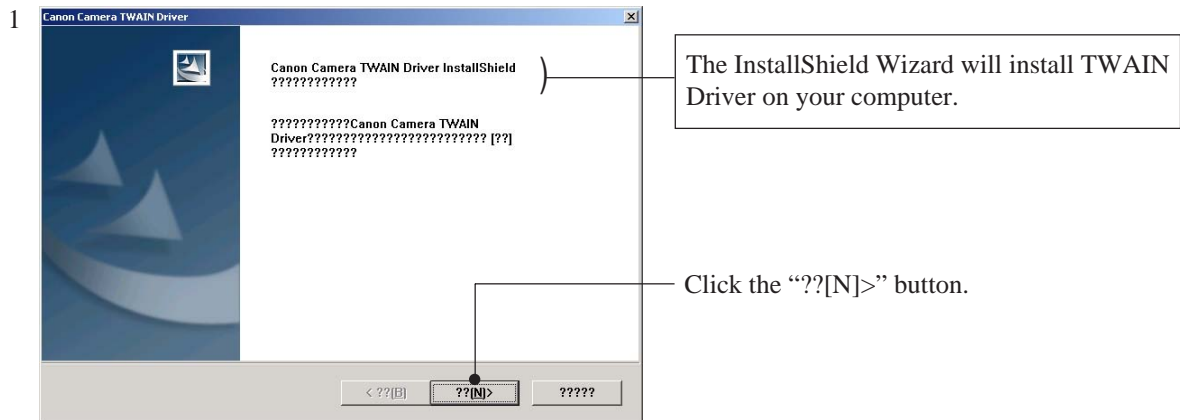 1
Canon Camera TWAIN Driver
Canon Camera TWAIN Driver InstallShield
????????????
???????????Canon Camera TWAIN
Driver????????????????????????? [??]
????????????
The InstallShield Wizard will install TWAIN
Driver on your computer.
Click the “??[N]>” button.
< ??(B)
??(N)>
?????